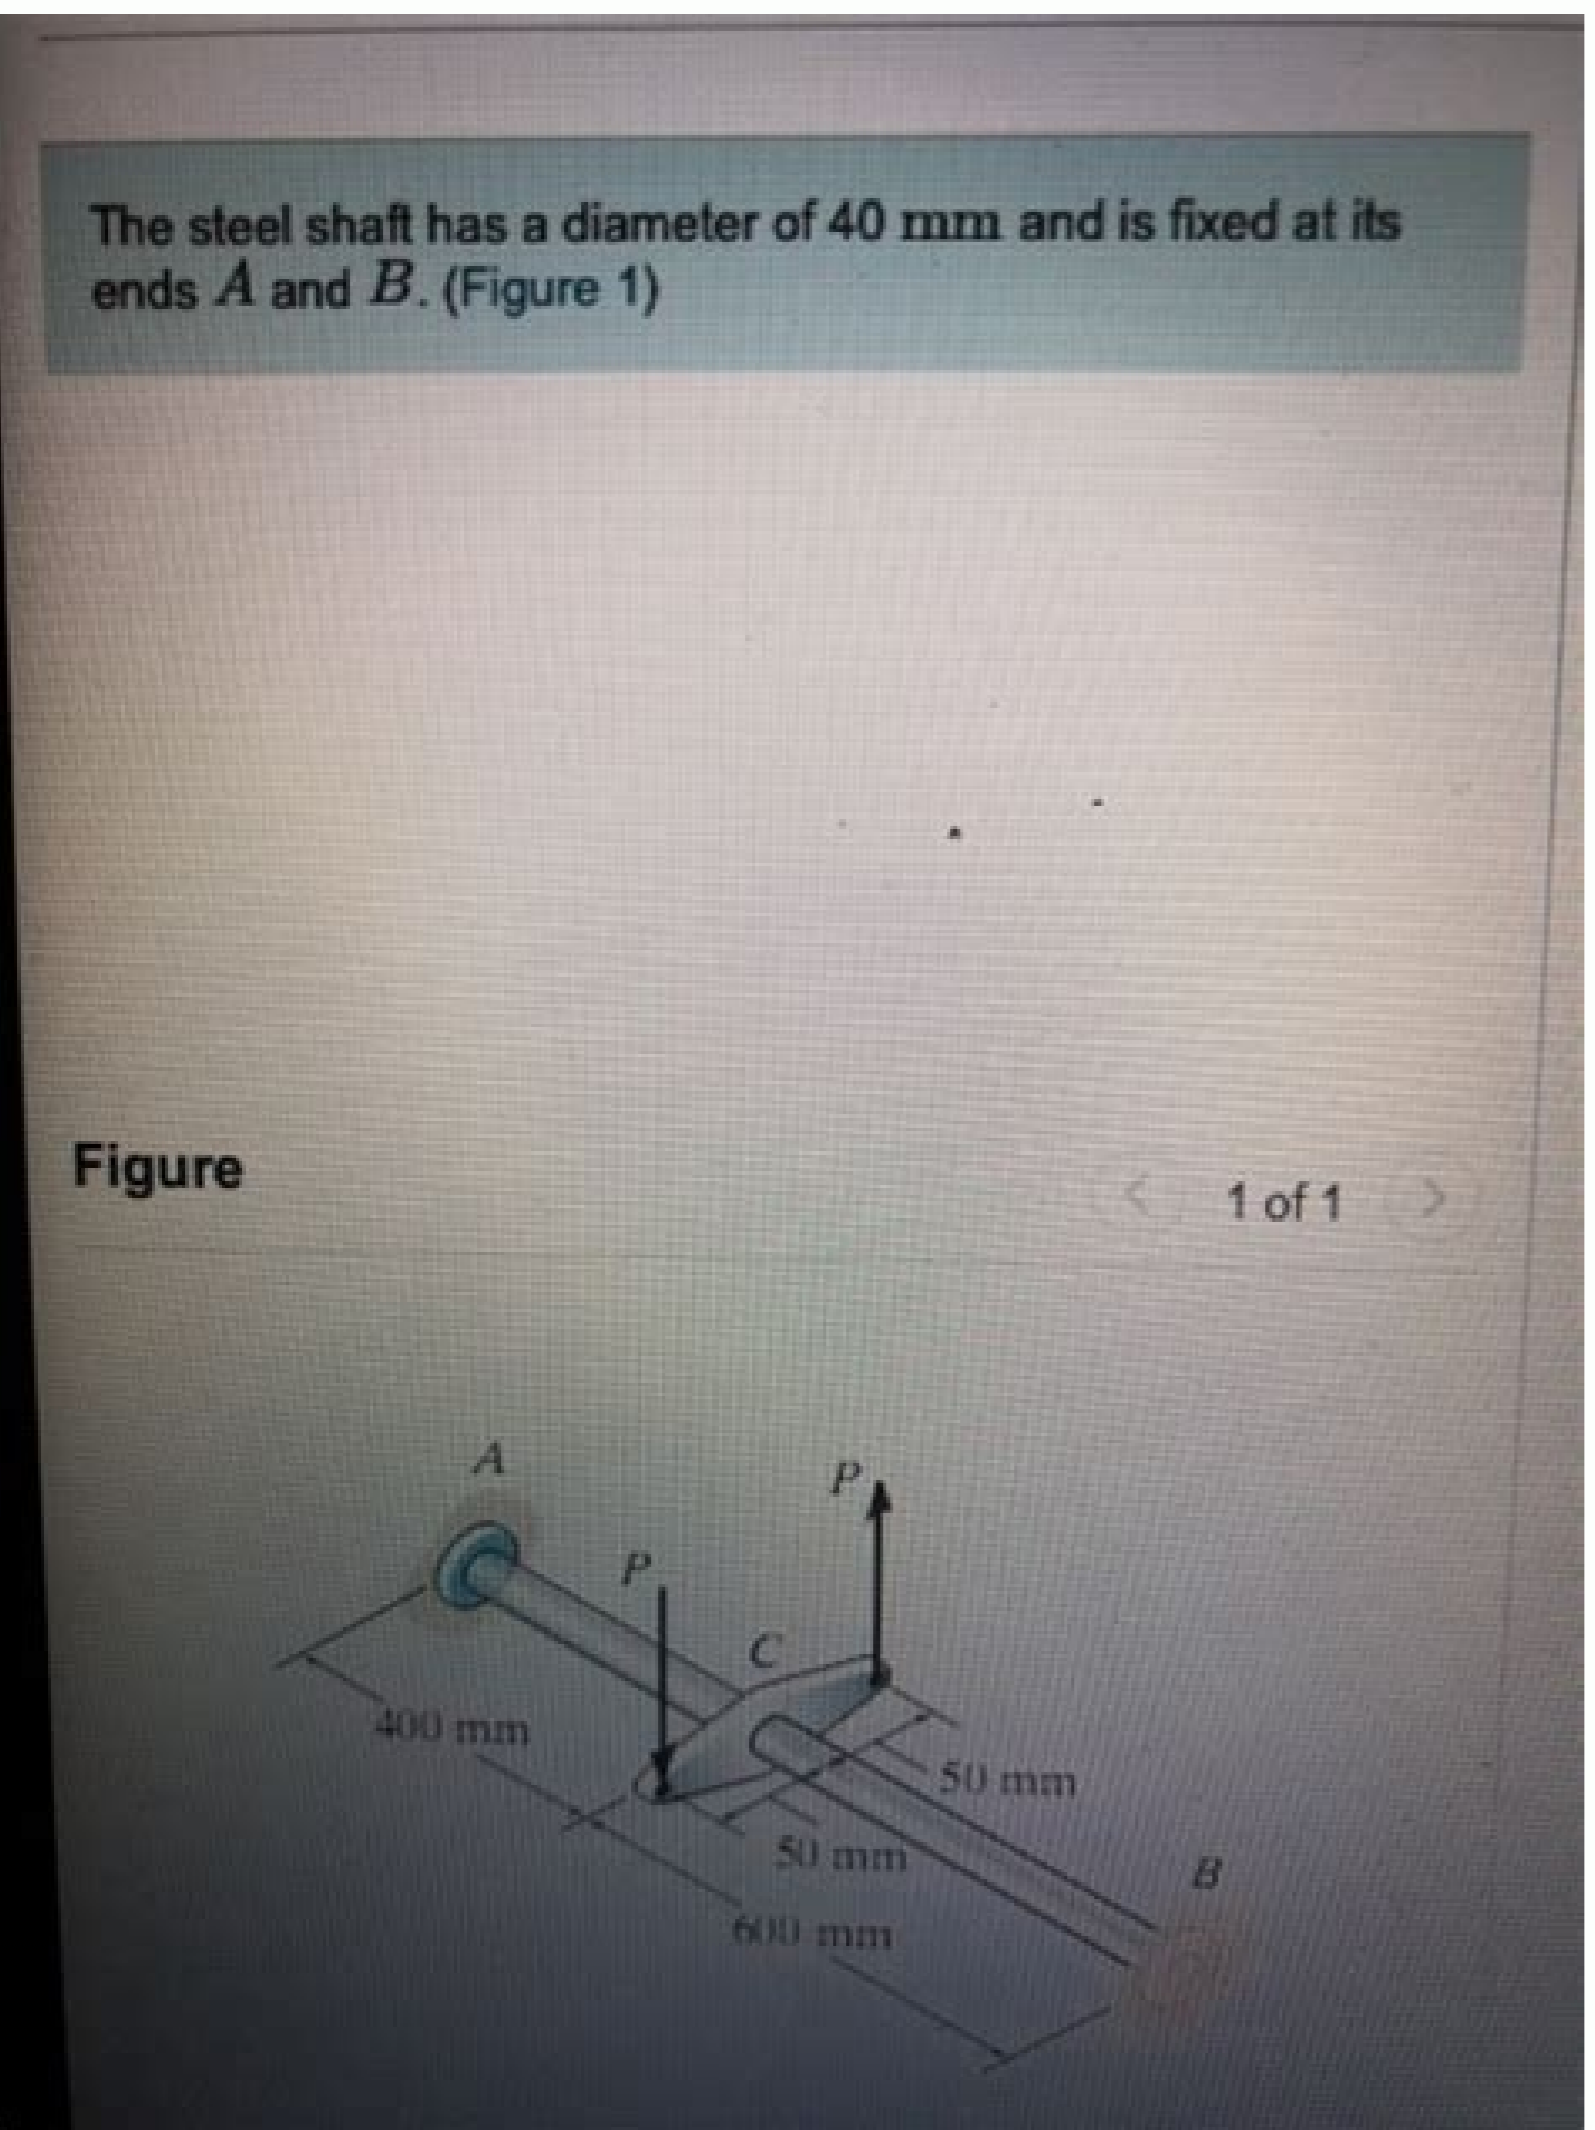 The steel shaft has a diameter of 40 mm and is fixed at its
ends A and B. (Figure 1)
Figure
< 1 of 1 >
A
P
P
C
400 mm
50 mm
50 mm
B
600 mm